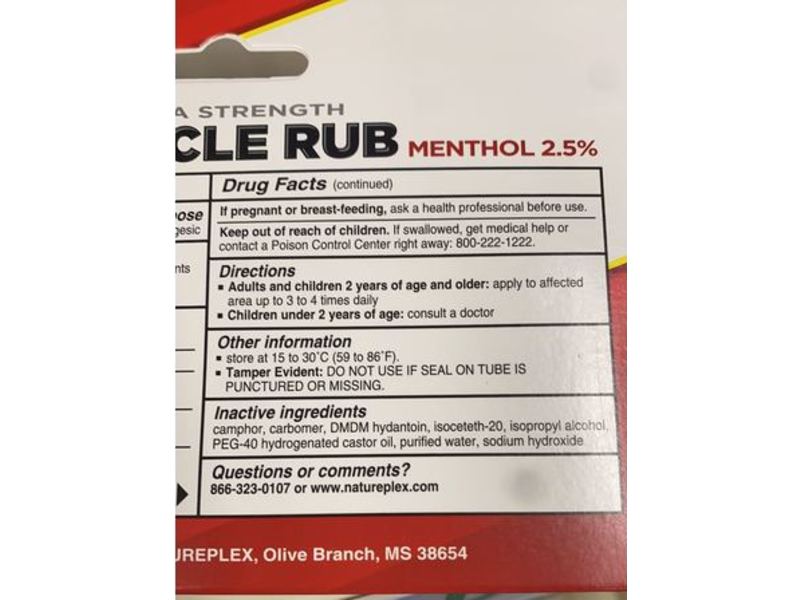 A STRENGTH
CLE RUB MENTHOL 2.5%
Drug Facts (continued)
ose
gesic
nts
If pregnant or breast-feeding, ask a health professional before use.
Keep out of reach of children. If swallowed, get medical help or
contact a Poison Control Center right away: 800-222-1222.
Directions
▪ Adults and children 2 years of age and older: apply to affected
area up to 3 to 4 times daily
▪ Children under 2 years of age: consult a doctor
Other information
▪ store at 15 to 30˚C (59 to 86˚F).
▪ Tamper Evident: DO NOT USE IF SEAL ON TUBE IS
PUNCTURED OR MISSING.
Inactive ingredients
camphor, carbomer, DMDM hydantoin, isoceteth-20, isopropyl alcohol,
PEG-40 hydrogenated castor oil, purified water, sodium hydroxide
Questions or comments?
866-323-0107 or www.natureplex.com
UREPLEX, Olive Branch, MS 38654